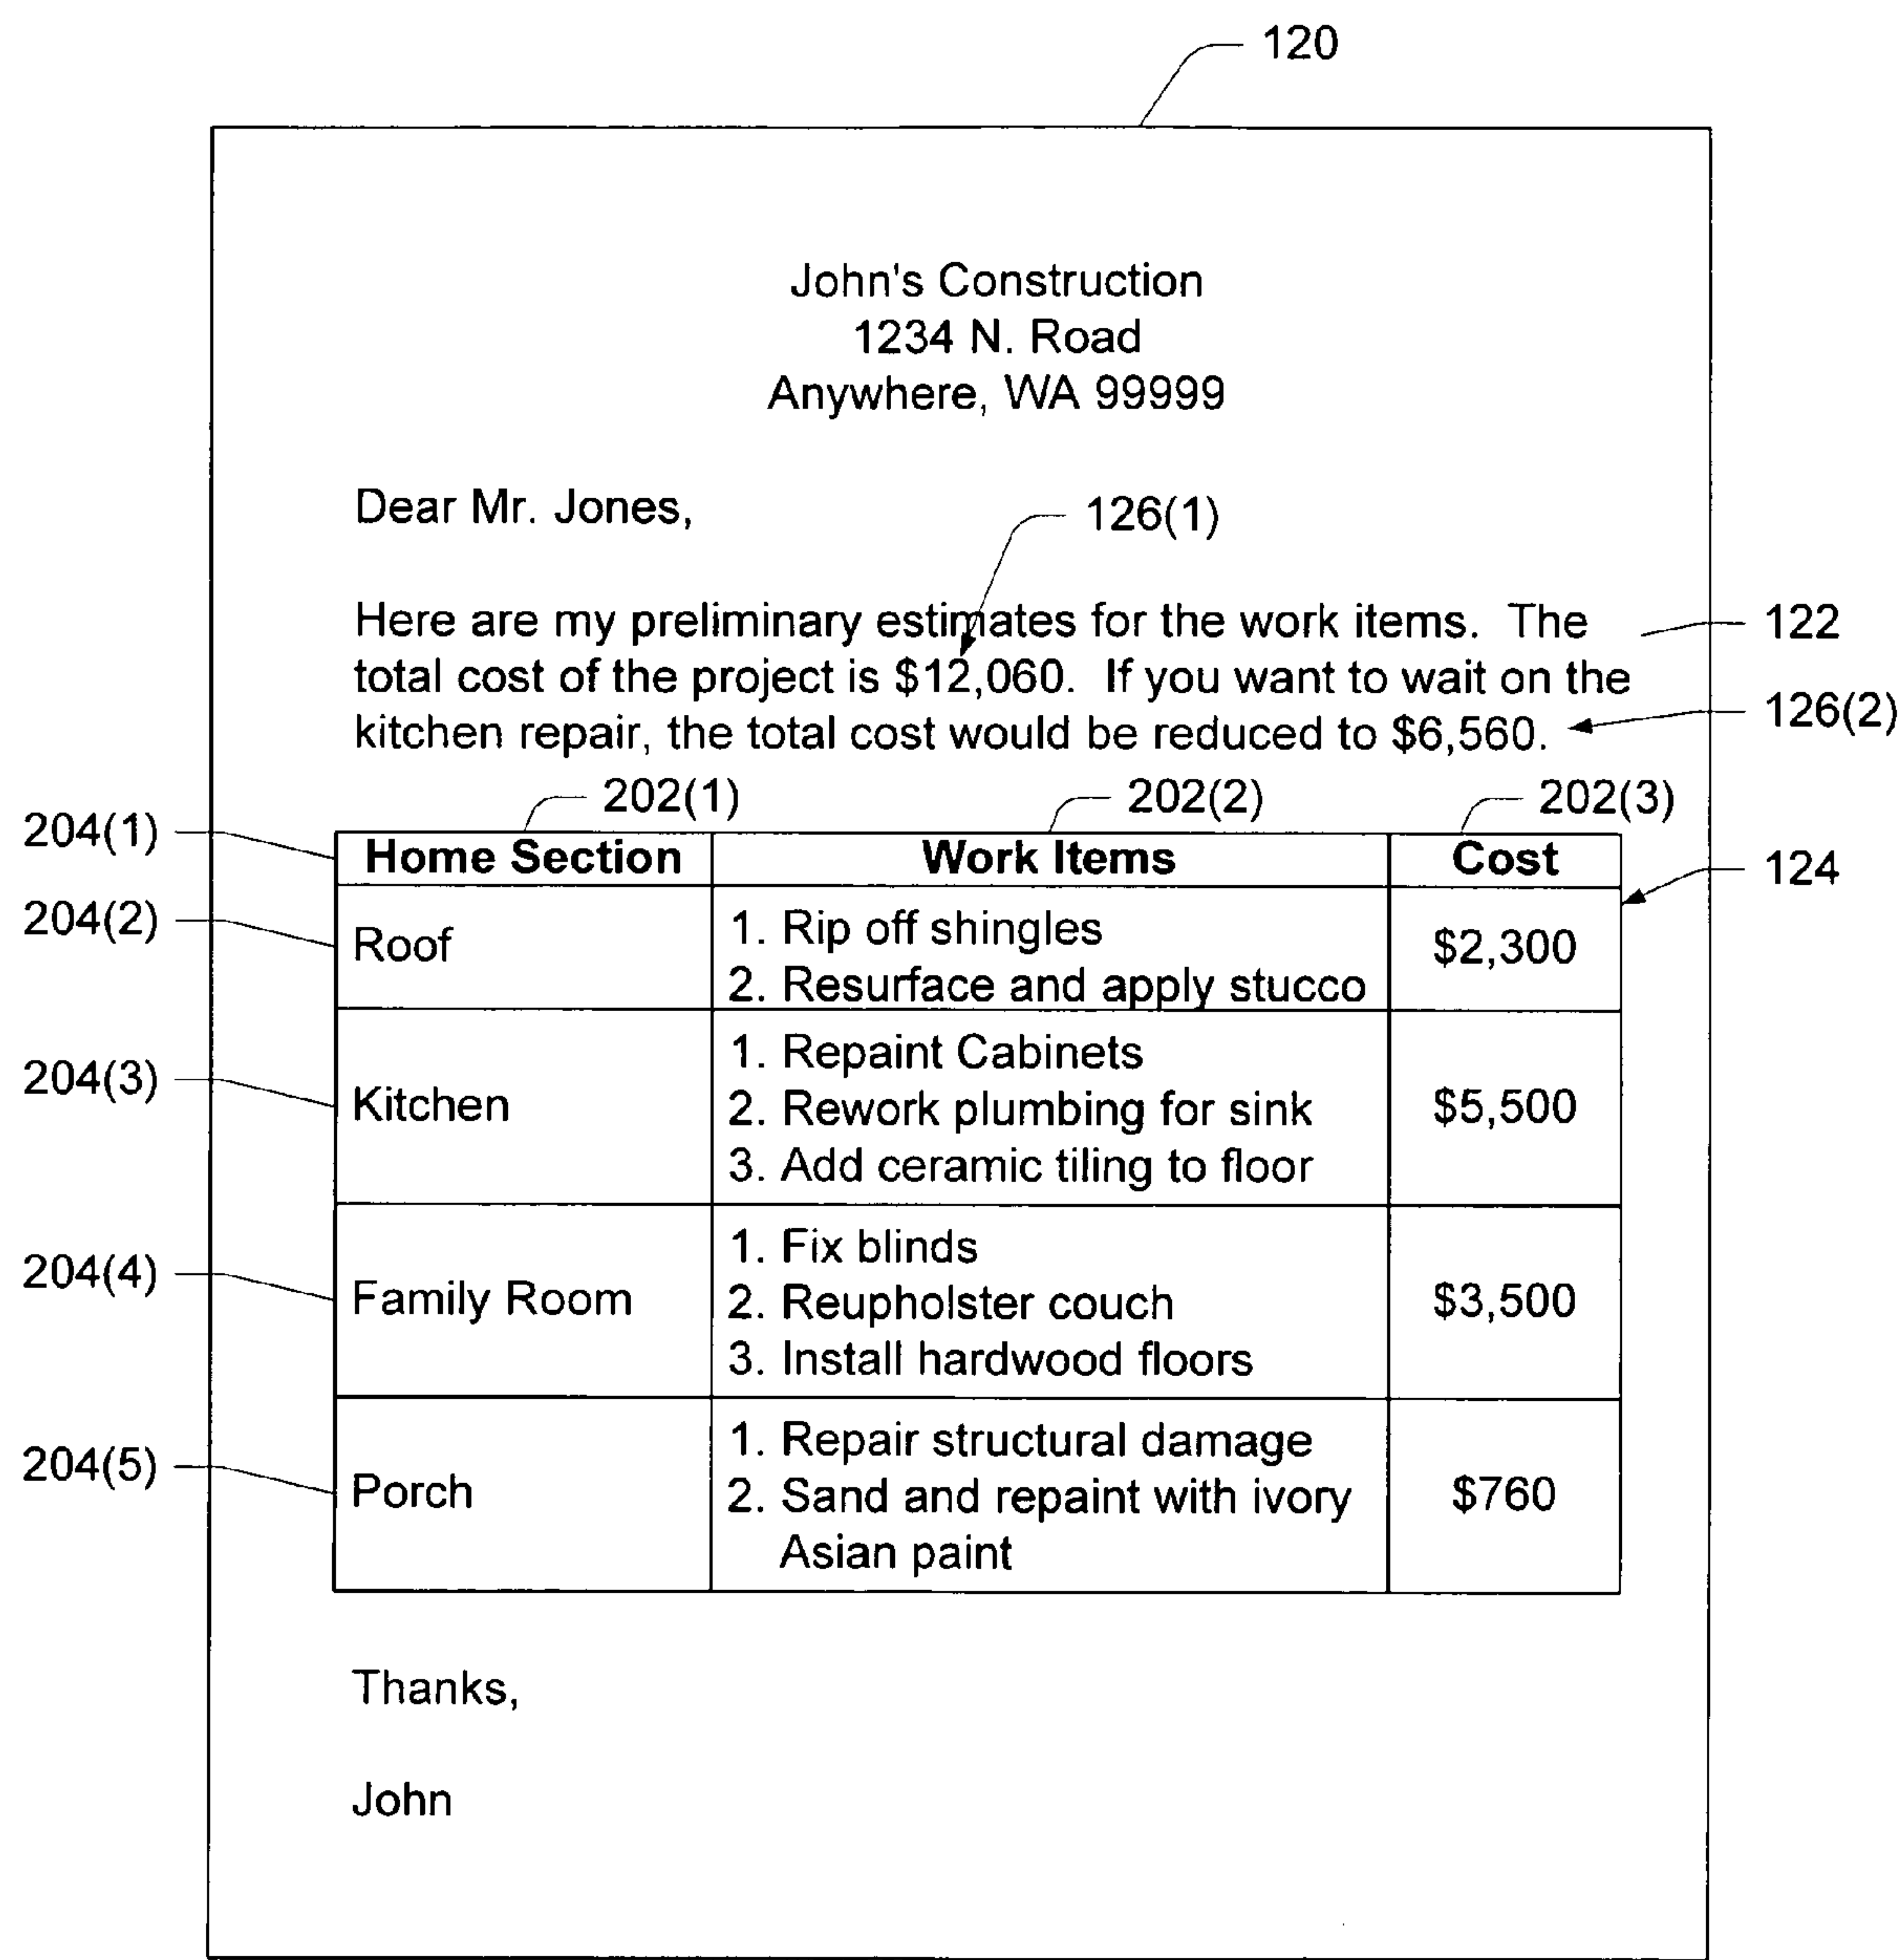 120
John's Construction
1234 N. Road
Anywhere, WA 99999
Dear Mr. Jones,
126(1)
Here are my preliminary estimates for the work items. The
122
total cost of the project is $12,060. If you want to wait on the
kitchen repair, the total cost would be reduced to $6,560.
126(2)
202(1)
202(2)
202(3)
204(1)
Home Section
Work Items
Cost
124
204(2)
Roof
1. Rip off shingles
2. Resurface and apply stucco
$2,300
204(3)
Kitchen
1. Repaint Cabinets
2. Rework plumbing for sink
3. Add ceramic tiling to floor
$5,500
204(4)
Family Room
1. Fix blinds
2. Reupholster couch
3. Install hardwood floors
$3,500
204(5)
Porch
1. Repair structural damage
2. Sand and repaint with ivory
Asian paint
$760
Thanks,
John